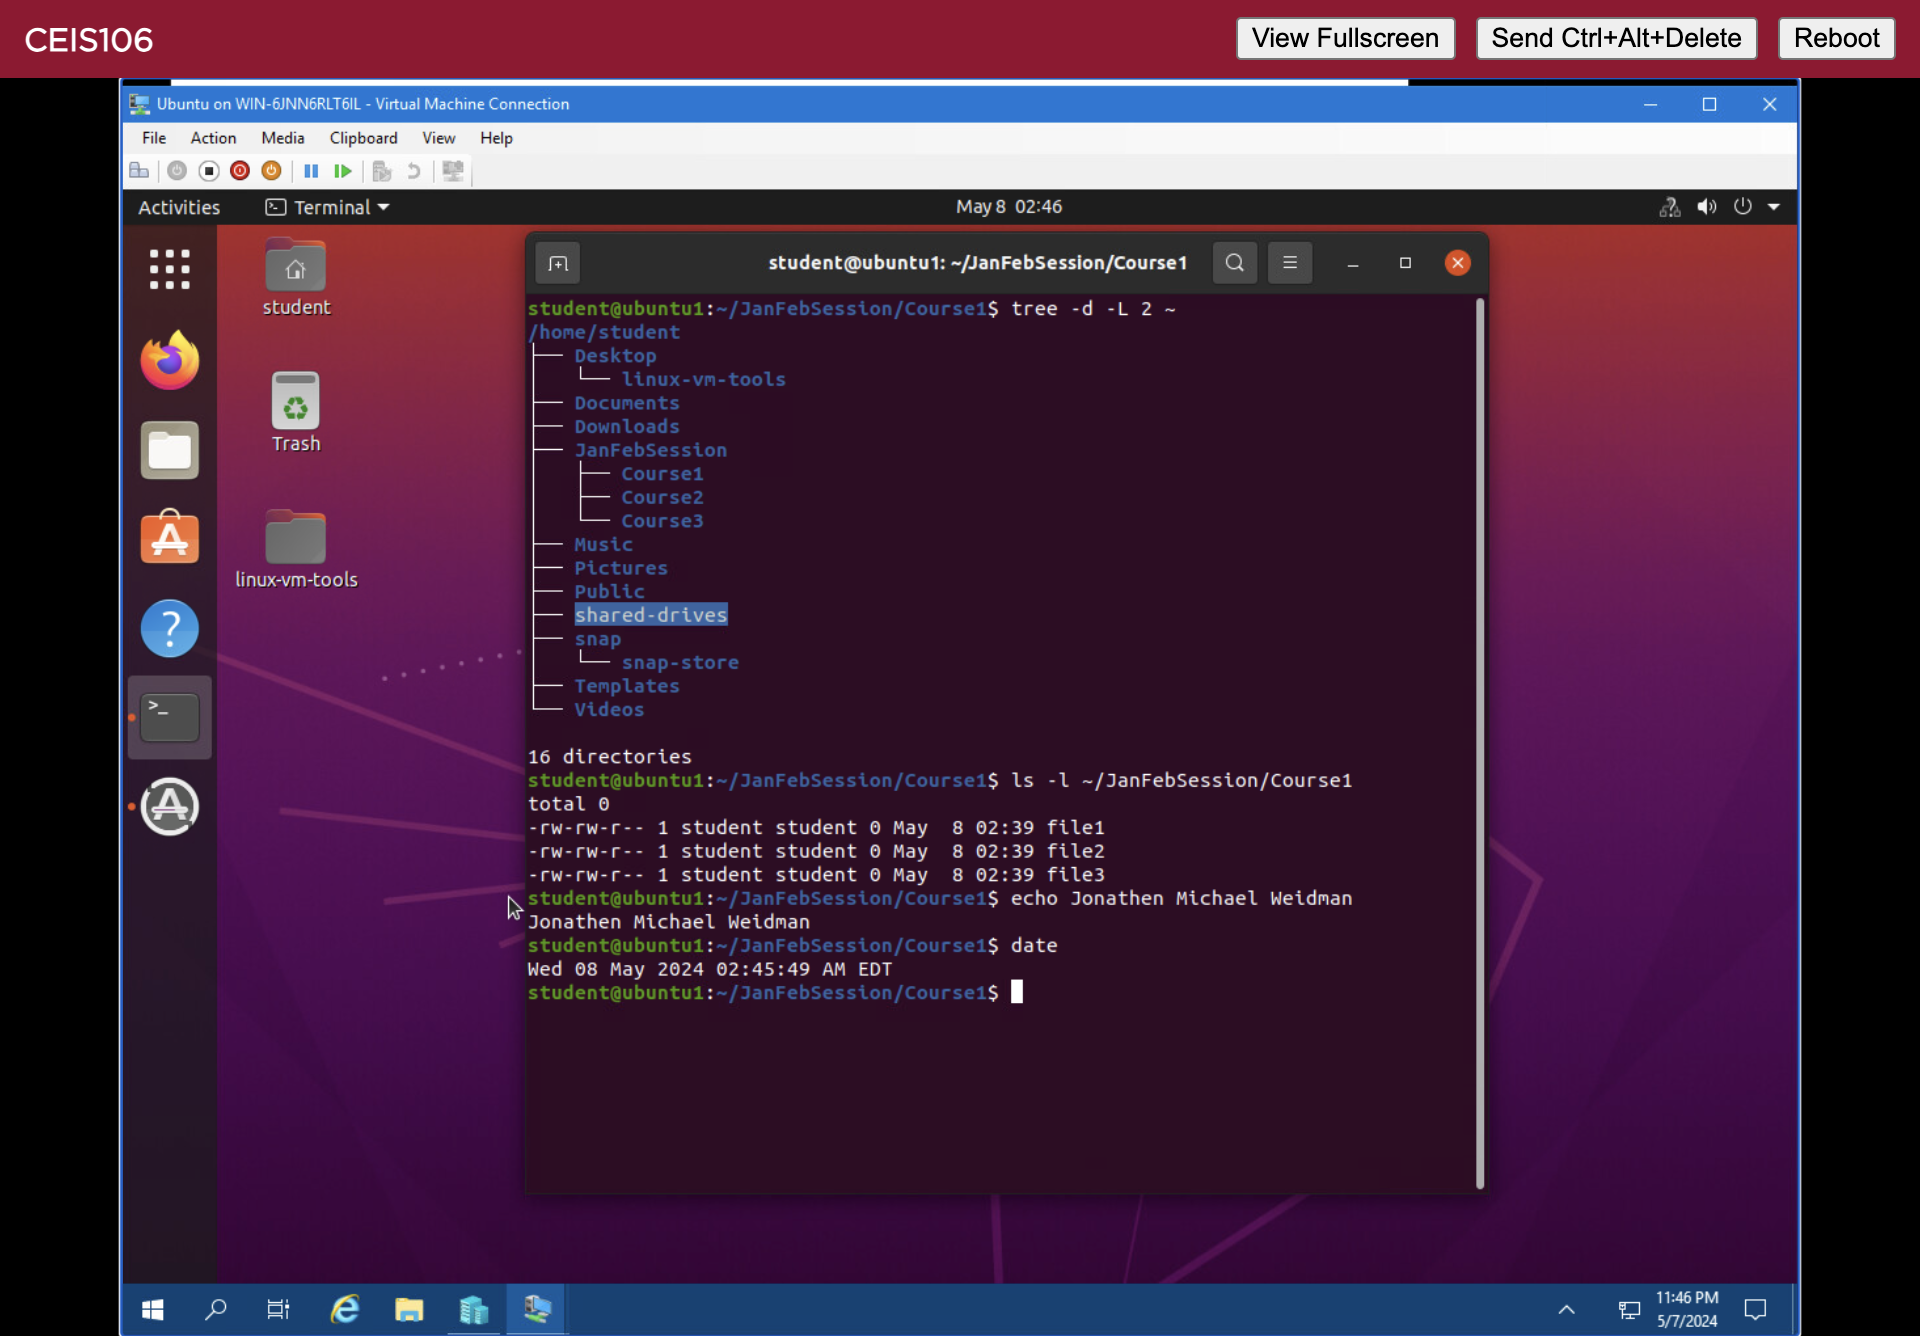 CEIS106
View Fullscreen
Send Ctrl+Alt+Delete
Reboot
Ubuntu on WIN-6JNN6RLT6IL - Virtual Machine Connection
File Action Media Clipboard View Help
Activities
Terminal
May 8 02:46
student
Trash
linux-vm-tools
student@ubuntu1: ~/JanFebSession/Course1
student@ubuntu1:~/JanFebSession/Course1$ tree -d -L 2 ~
/home/student
├── Desktop
│   └── linux-vm-tools
├── Documents
├── Downloads
├── JanFebSession
│   ├── Course1
│   ├── Course2
│   └── Course3
├── Music
├── Pictures
├── Public
├── shared-drives
├── snap
│   └── snap-store
├── Templates
└── Videos
16 directories
student@ubuntu1:~/JanFebSession/Course1$ ls -l ~/JanFebSession/Course1
total 0
-rw-rw-r-- 1 student student 0 May  8 02:39 file1
-rw-rw-r-- 1 student student 0 May  8 02:39 file2
-rw-rw-r-- 1 student student 0 May  8 02:39 file3
student@ubuntu1:~/JanFebSession/Course1$ echo Jonathen Michael Weidman
Jonathen Michael Weidman
student@ubuntu1:~/JanFebSession/Course1$ date
Wed 08 May 2024 02:45:49 AM EDT
student@ubuntu1:~/JanFebSession/Course1$
11:46 PM
5/7/2024